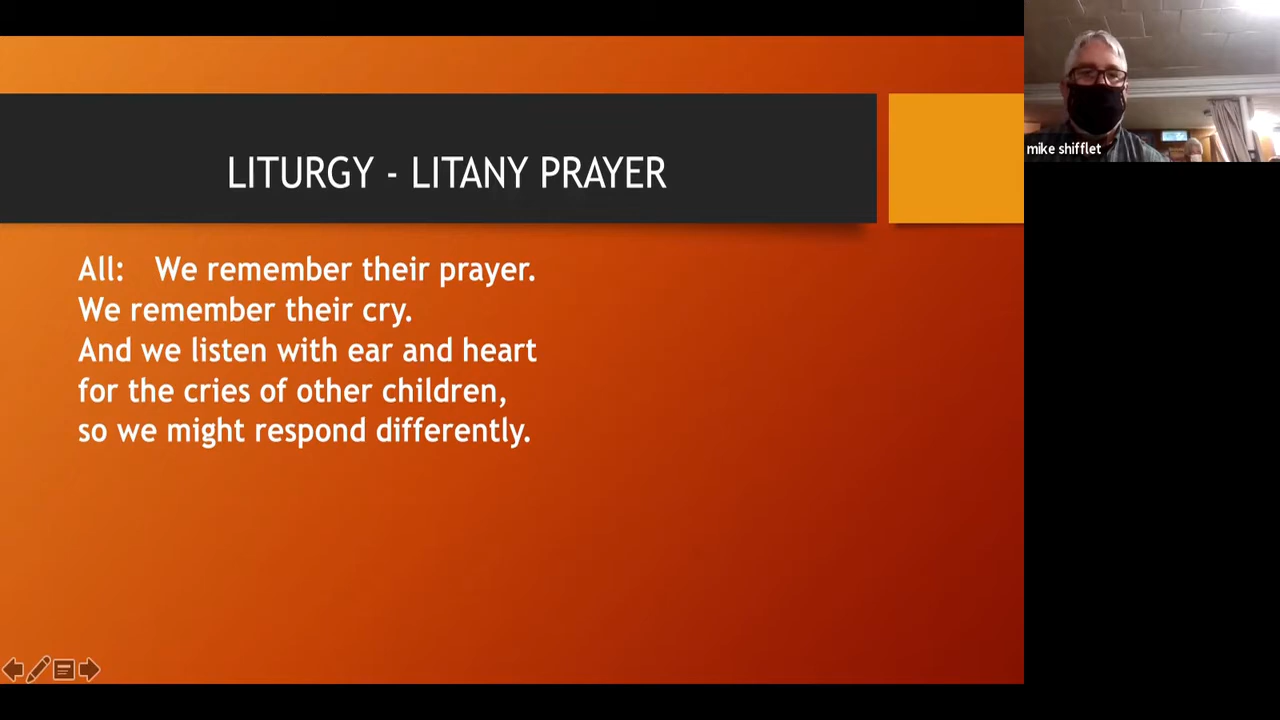 LITURGY - LITANY PRAYER
All: We remember their prayer.
We remember their cry.
And we listen with ear and heart
for the cries of other children,
so we might respond differently.
mike shifflet